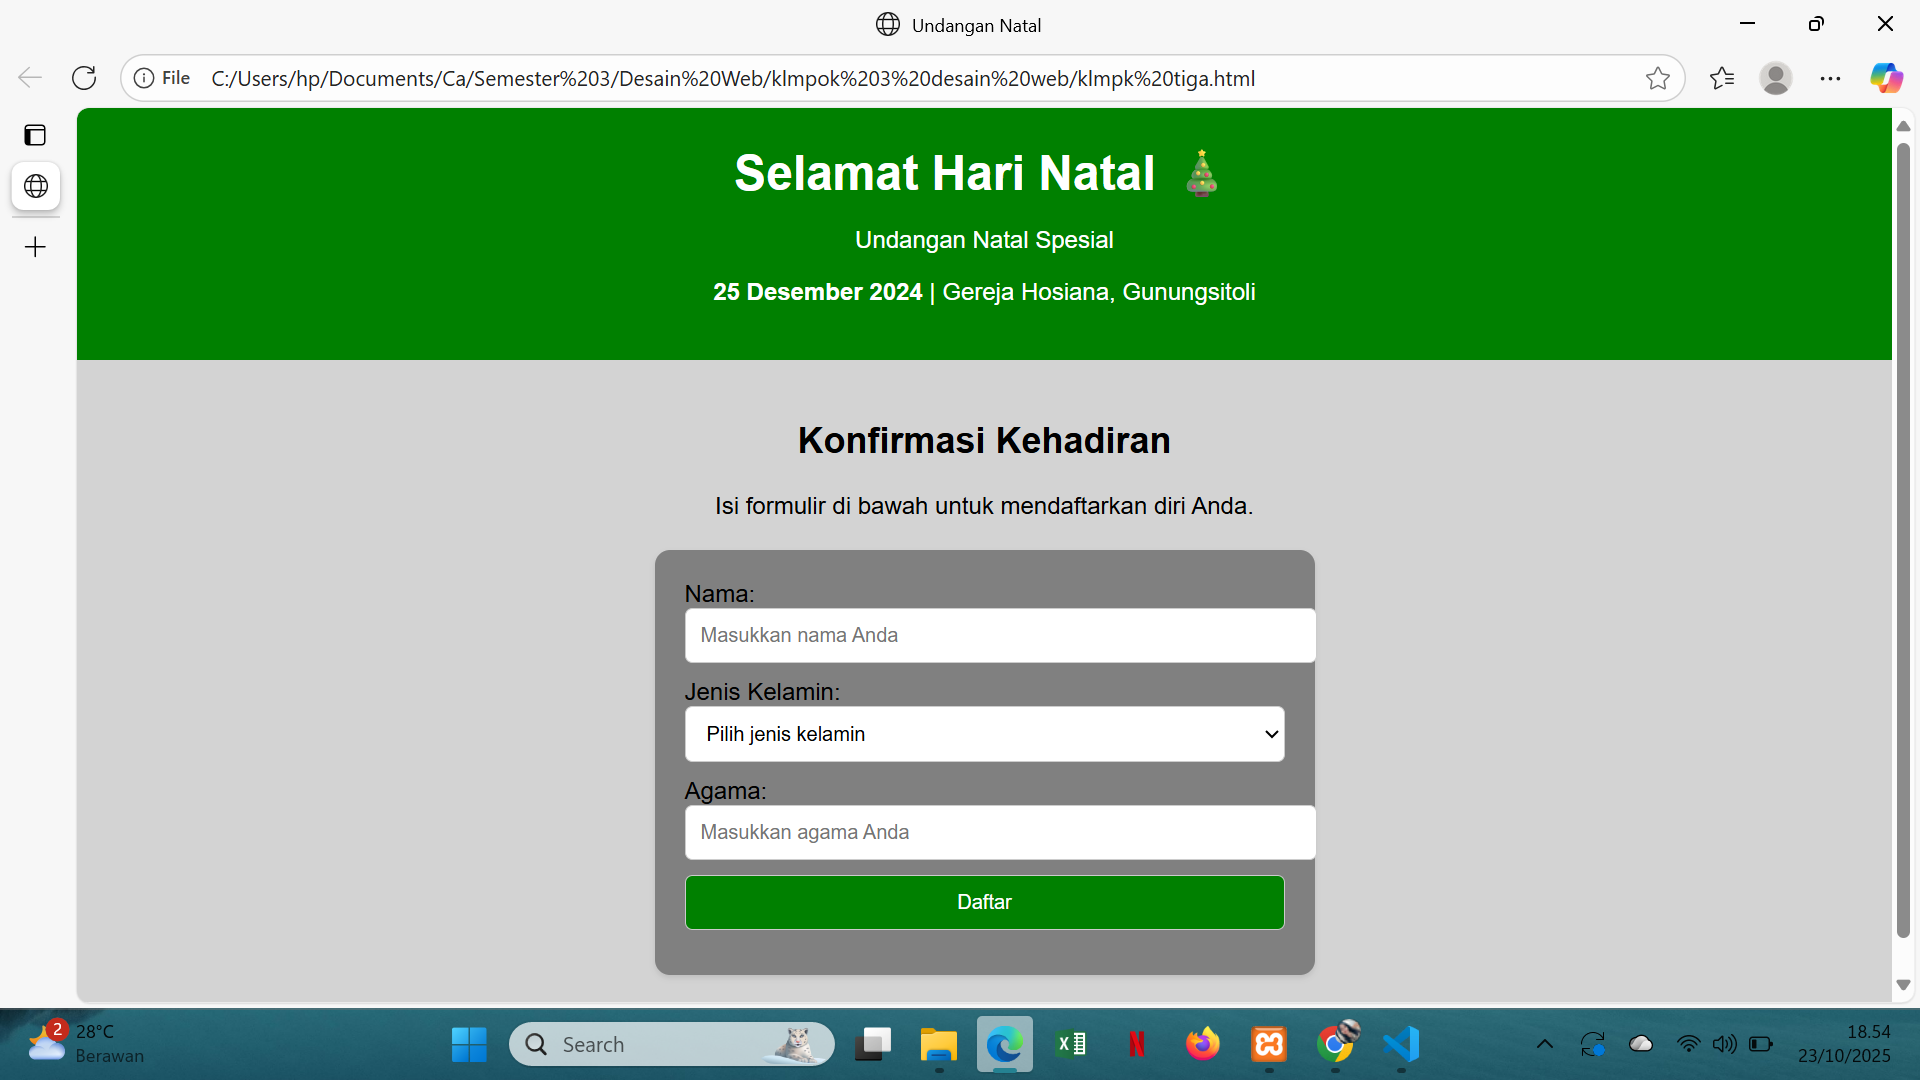 Undangan Natal
File C:/Users/hp/Documents/Ca/Semester%203/Desain%20Web/klmpok%203%20desain%20web/klmpk%20tiga.html
Selamat Hari Natal 🎄
Undangan Natal Spesial
25 Desember 2024 | Gereja Hosiana, Gunungsitoli
Konfirmasi Kehadiran
Isi formulir di bawah untuk mendaftarkan diri Anda.
Nama:
Masukkan nama Anda
Jenis Kelamin:
Pilih jenis kelamin
Agama:
Masukkan agama Anda
Daftar
2
28°C
Berawan
Search
18.54
23/10/2025